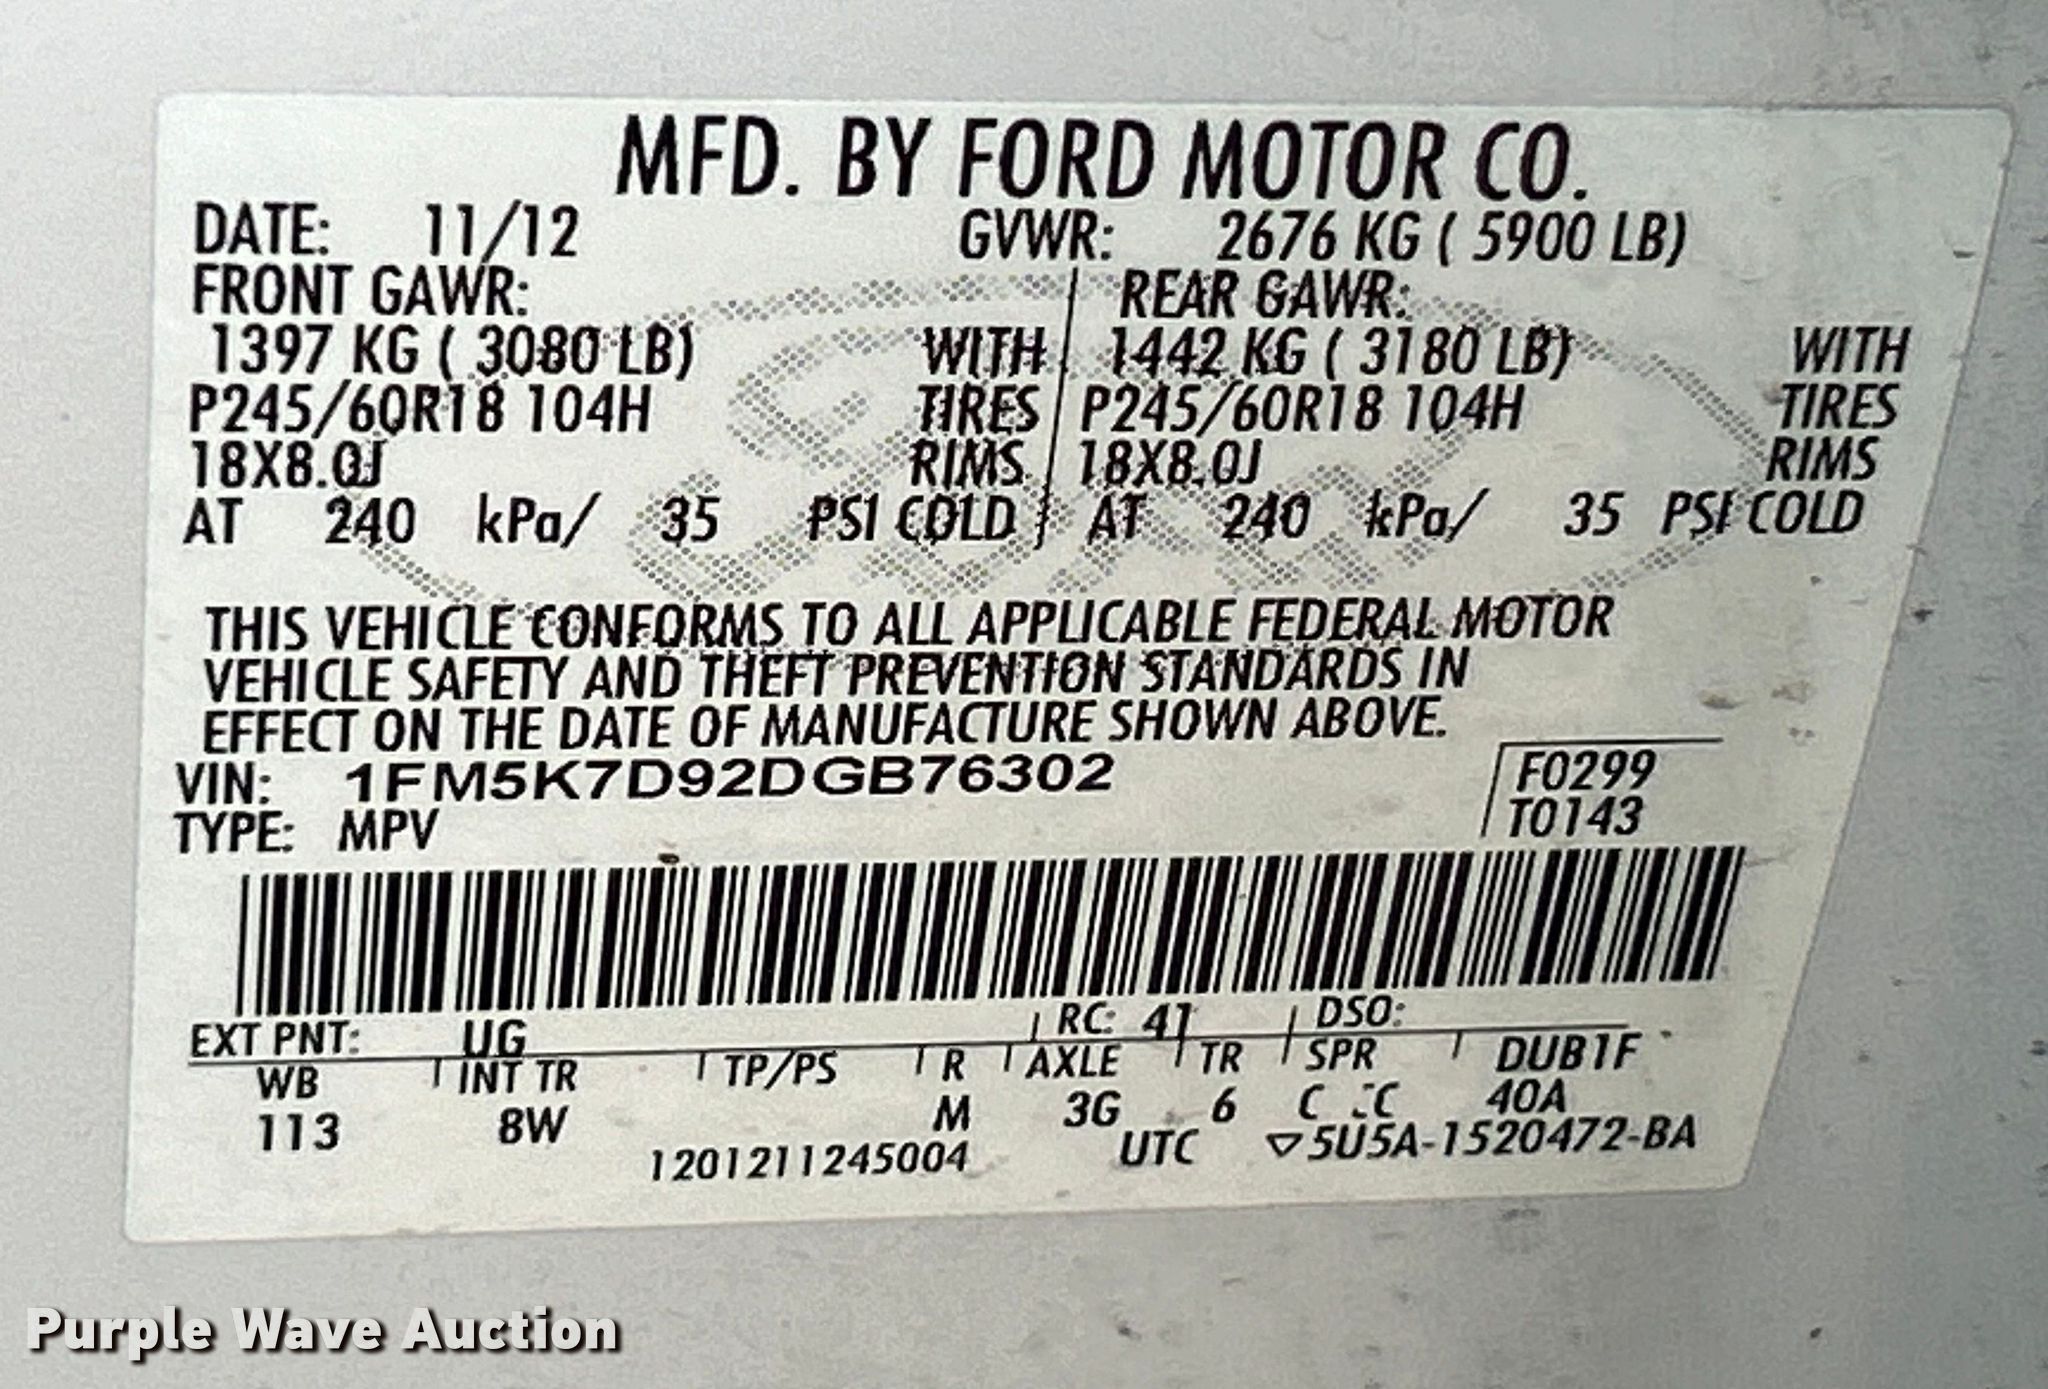 MFD. BY FORD MOTOR CO.
DATE: 11/12 GVWR: 2676 KG ( 5900 LB)
FRONT GAWR: REAR GAWR:
1397 KG ( 3080 LB) WITH 1442 KG ( 3180 LB) WITH
P245/60R18 104H TIRES P245/60R18 104H TIRES
18X8.0J RIMS 18X8.0J RIMS
AT 240 kPa/ 35 PSI COLD AT 240 kPa/ 35 PSI COLD
THIS VEHICLE CONFORMS TO ALL APPLICABLE FEDERAL MOTOR
VEHICLE SAFETY AND THEFT PREVENTION STANDARDS IN
EFFECT ON THE DATE OF MANUFACTURE SHOWN ABOVE.
VIN: 1FM5K7D92DGB76302 F0299
TYPE: MPV T0143
EXT PNT: UG RC: 41 DSO:
WB INT TR TP/PS R AXLE TR SPR DUB1F
113 8W M 3G 6 40A
1201211245004 UTC ▽5U5A-1520472-BA
Purple Wave Auction